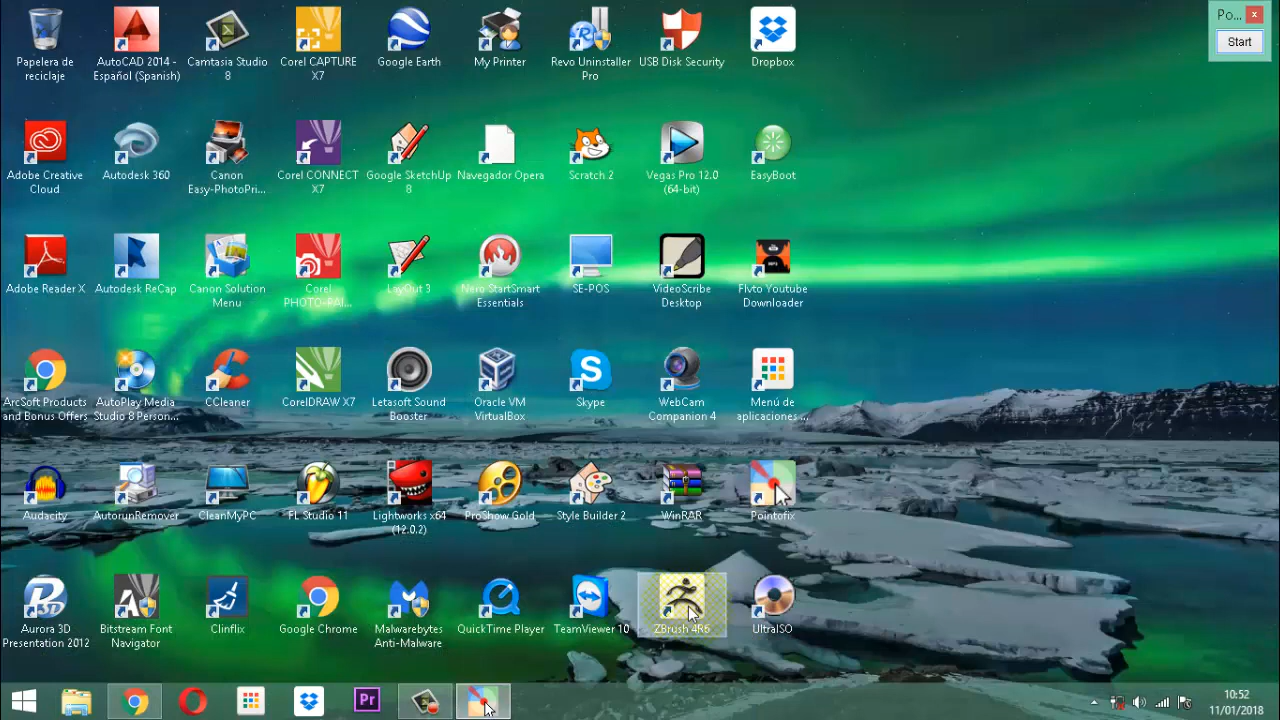 Papelera de
reciclaje
AutoCAD 2014 -
Español (Spanish)
Camtasia Studio
8
Corel CAPTURE
X7
Google Earth
My Printer
Revo Uninstaller
Pro
USB Disk Security
Dropbox
Po...
Start
Adobe Creative
Cloud
Autodesk 360
Canon
Easy-PhotoPri...
Corel CONNECT
X7
Google SketchUp
8
Navegador Opera
Scratch 2
Vegas Pro 12.0
(64-bit)
EasyBoot
Adobe Reader X
Autodesk ReCap
Canon Solution
Menu
Corel
PHOTO-PAI...
LayOut 3
Nero StartSmart
Essentials
SE-POS
VideoScribe
Desktop
Flvto Youtube
Downloader
ArcSoft Products
and Bonus Offers
AutoPlay Media
Studio 8 Person...
CCleaner
CorelDRAW X7
Letasoft Sound
Booster
Oracle VM
VirtualBox
Skype
WebCam
Companion 4
Menú de
aplicaciones ...
Audacity
AutorunRemover
CleanMyPC
FL Studio 11
Lightworks x64
(12.0.2)
ProShow Gold
Style Builder 2
WinRAR
Pointofix
Aurora 3D
Presentation 2012
Bitstream Font
Navigator
Clinflix
Google Chrome
Malwarebytes
Anti-Malware
QuickTime Player
TeamViewer 10
ZBrush 4R6
UltraISO
Pr
10:52
11/01/2018